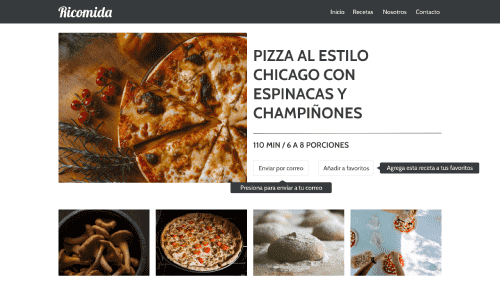 Ricomida
Inicio Recetas Nosotros Contacto
PIZZA AL ESTILO
CHICAGO CON
ESPINACAS Y
CHAMPIÑONES
110 MIN / 6 A 8 PORCIONES
Enviar por correo Añadir a favoritos Agrega esta receta a tus favoritos
Presiona para enviar a tu correo